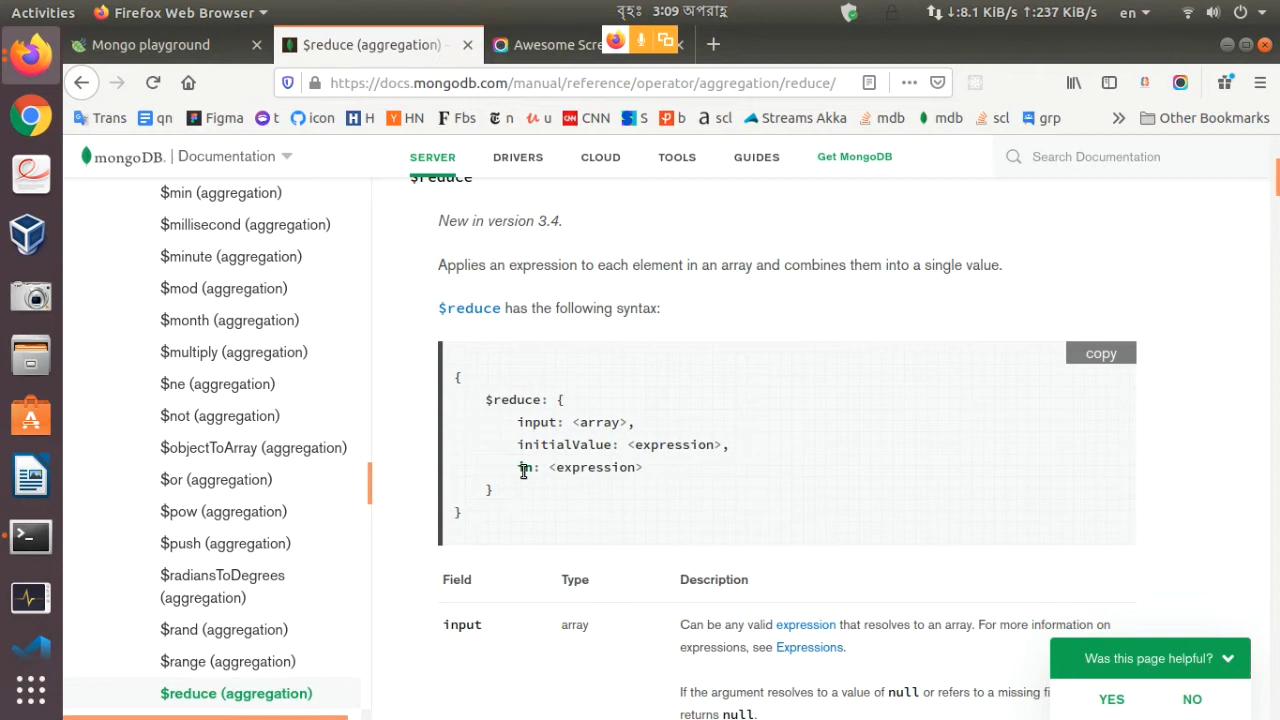 Activities Firefox Web Browser বৃহঃ 3:09 অপরাহ্ণ ↓:8.1 KiB/s ↑:237 KiB/s en
Mongo playground
$reduce (aggregation) -
Awesome Scre
https://docs.mongodb.com/manual/reference/operator/aggregation/reduce/
Trans qn Figma t icon H HN Fbs n u CNN S b scl Streams Akka mdb mdb scl grp Other Bookmarks
mongoDB. Documentation SERVER DRIVERS CLOUD TOOLS GUIDES Get MongoDB Search Documentation
$min (aggregation)
$millisecond (aggregation)
$minute (aggregation)
$mod (aggregation)
$month (aggregation)
$multiply (aggregation)
$ne (aggregation)
$not (aggregation)
$objectToArray (aggregation)
$or (aggregation)
$pow (aggregation)
$push (aggregation)
$radiansToDegrees
(aggregation)
$rand (aggregation)
$range (aggregation)
$reduce (aggregation)
$reduce
New in version 3.4.
Applies an expression to each element in an array and combines them into a single value.
$reduce has the following syntax:
copy
{
$reduce: {
input: <array>,
initialValue: <expression>,
in: <expression>
}
}
Field Type Description
input array Can be any valid expression that resolves to an array. For more information on
expressions, see Expressions.
If the argument resolves to a value of null or refers to a missing fi
returns null.
Was this page helpful?
YES NO